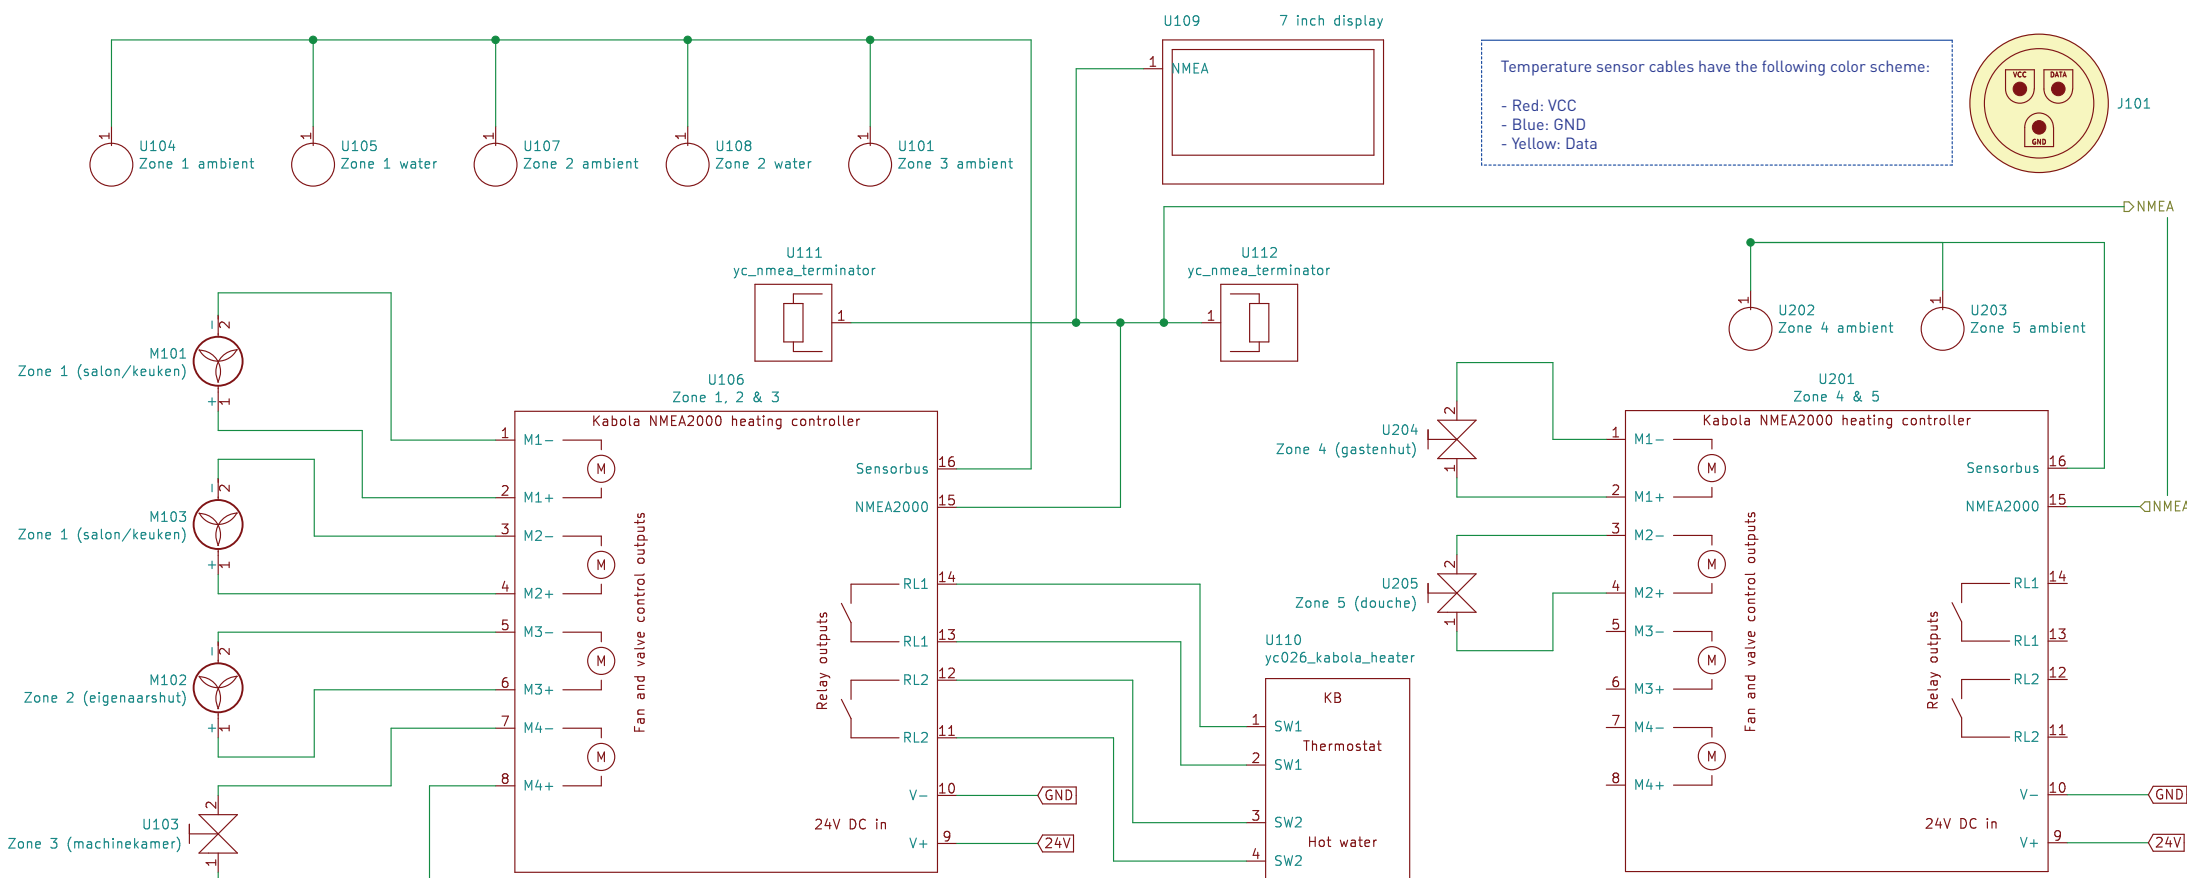 U109
7 inch display
1
NMEA
Temperature sensor cables have the following color scheme:
- Red: VCC
- Blue: GND
- Yellow: Data
VCC
DATA
GND
J101
1
U104
Zone 1 ambient
1
U105
Zone 1 water
1
U107
Zone 2 ambient
1
U108
Zone 2 water
1
U101
Zone 3 ambient
NMEA
U111
yc_nmea_terminator
1
U112
yc_nmea_terminator
1
1
U202
Zone 4 ambient
1
U203
Zone 5 ambient
- 2
M101
Zone 1 (salon/keuken)
+ 1
- 2
M103
Zone 1 (salon/keuken)
+ 1
- 2
M102
Zone 2 (eigenaarshut)
+ 1
2
U103
Zone 3 (machinekamer)
1
U106
Zone 1, 2 & 3
Kabola NMEA2000 heating controller
1 M1-
M
2 M1+
3 M2-
M
4 M2+
5 M3-
M
6 M3+
7 M4-
M
8 M4+
Fan and valve control outputs
Sensorbus 16
NMEA2000 15
RL1 14
RL1 13
RL2 12
RL2 11
Relay outputs
V- 10
GND
24V DC in
V+ 9
24V
2
U204
Zone 4 (gastenhut)
1
2
U205
Zone 5 (douche)
1
U110
yc026_kabola_heater
KB
1 SW1
Thermostat
2 SW1
3 SW2
Hot water
4 SW2
U201
Zone 4 & 5
Kabola NMEA2000 heating controller
1 M1-
M
2 M1+
3 M2-
M
4 M2+
5 M3-
M
6 M3+
7 M4-
M
8 M4+
Fan and valve control outputs
Sensorbus 16
NMEA2000 15
NMEA
RL1 14
RL1 13
RL2 12
RL2 11
Relay outputs
V- 10
GND
24V DC in
V+ 9
24V